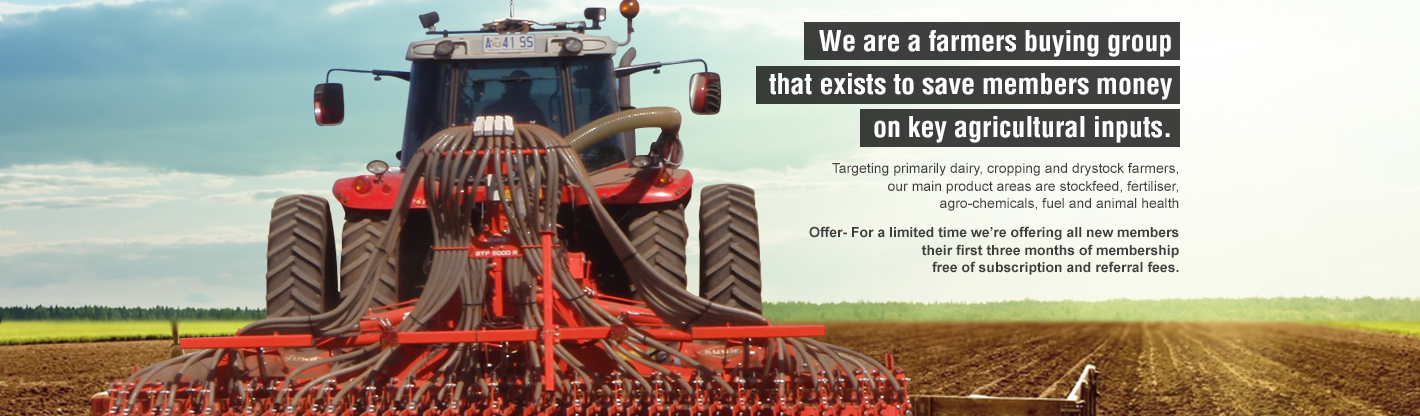 A 41 SS
We are a farmers buying group
that exists to save members money
on key agricultural inputs.
Targeting primarily dairy, cropping and drystock farmers,
our main product areas are stockfeed, fertiliser,
agro-chemicals, fuel and animal health
Offer- For a limited time we're offering all new members
their first three months of membership
free of subscription and referral fees.